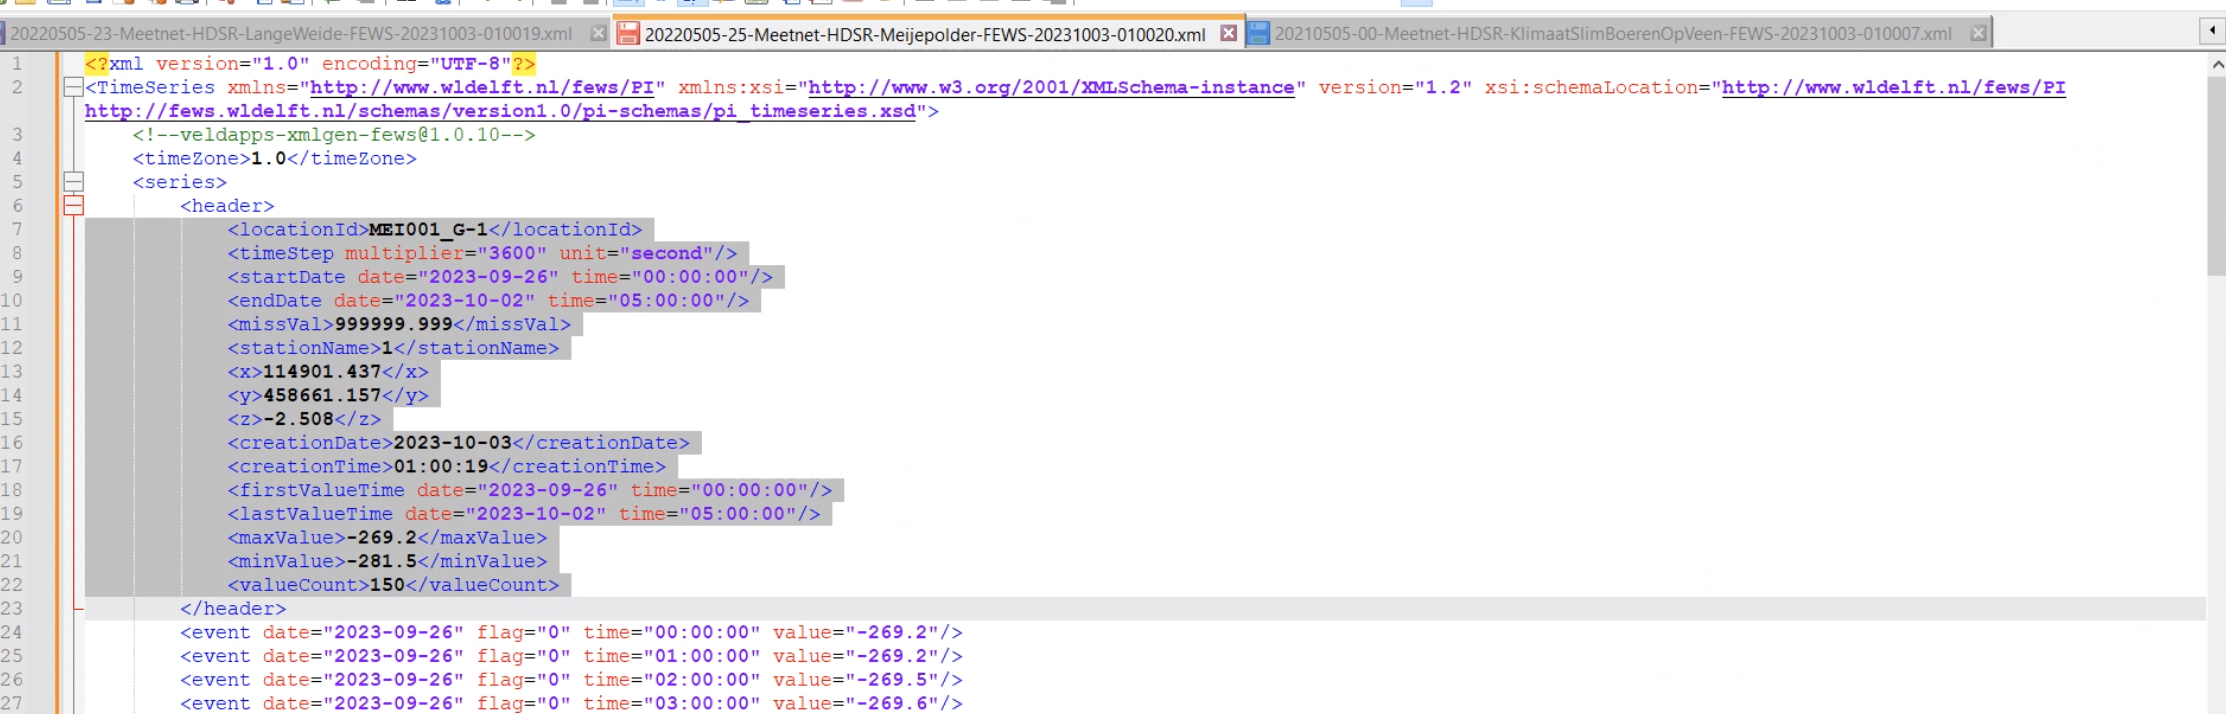 20220505-23-Meetnet-HDSR-LangeWeide-FEWS-20231003-010019.xml
20220505-25-Meetnet-HDSR-Meijepolder-FEWS-20231003-010020.xml
20210505-00-Meetnet-HDSR-KlimaatSlimBoerenOpVeen-FEWS-20231003-010007.xml
1 <?xml version="1.0" encoding="UTF-8"?>
2 <TimeSeries xmlns="http://www.wldelft.nl/fews/PI" xmlns:xsi="http://www.w3.org/2001/XMLSchema-instance" version="1.2" xsi:schemaLocation="http://www.wldelft.nl/fews/PI
http://fews.wldelft.nl/schemas/version1.0/pi-schemas/pi_timeseries.xsd">
3 <!--veldapps-xmlgen-fews@1.0.10-->
4 <timeZone>1.0</timeZone>
5 <series>
6 <header>
7 <locationId>MEI001_G-1</locationId>
8 <timeStep multiplier="3600" unit="second"/>
9 <startDate date="2023-09-26" time="00:00:00"/>
10 <endDate date="2023-10-02" time="05:00:00"/>
11 <missVal>999999.999</missVal>
12 <stationName>1</stationName>
13 <x>114901.437</x>
14 <y>458661.157</y>
15 <z>-2.508</z>
16 <creationDate>2023-10-03</creationDate>
17 <creationTime>01:00:19</creationTime>
18 <firstValueTime date="2023-09-26" time="00:00:00"/>
19 <lastValueTime date="2023-10-02" time="05:00:00"/>
20 <maxValue>-269.2</maxValue>
21 <minValue>-281.5</minValue>
22 <valueCount>150</valueCount>
23 </header>
24 <event date="2023-09-26" flag="0" time="00:00:00" value="-269.2"/>
25 <event date="2023-09-26" flag="0" time="01:00:00" value="-269.2"/>
26 <event date="2023-09-26" flag="0" time="02:00:00" value="-269.5"/>
27 <event date="2023-09-26" flag="0" time="03:00:00" value="-269.6"/>